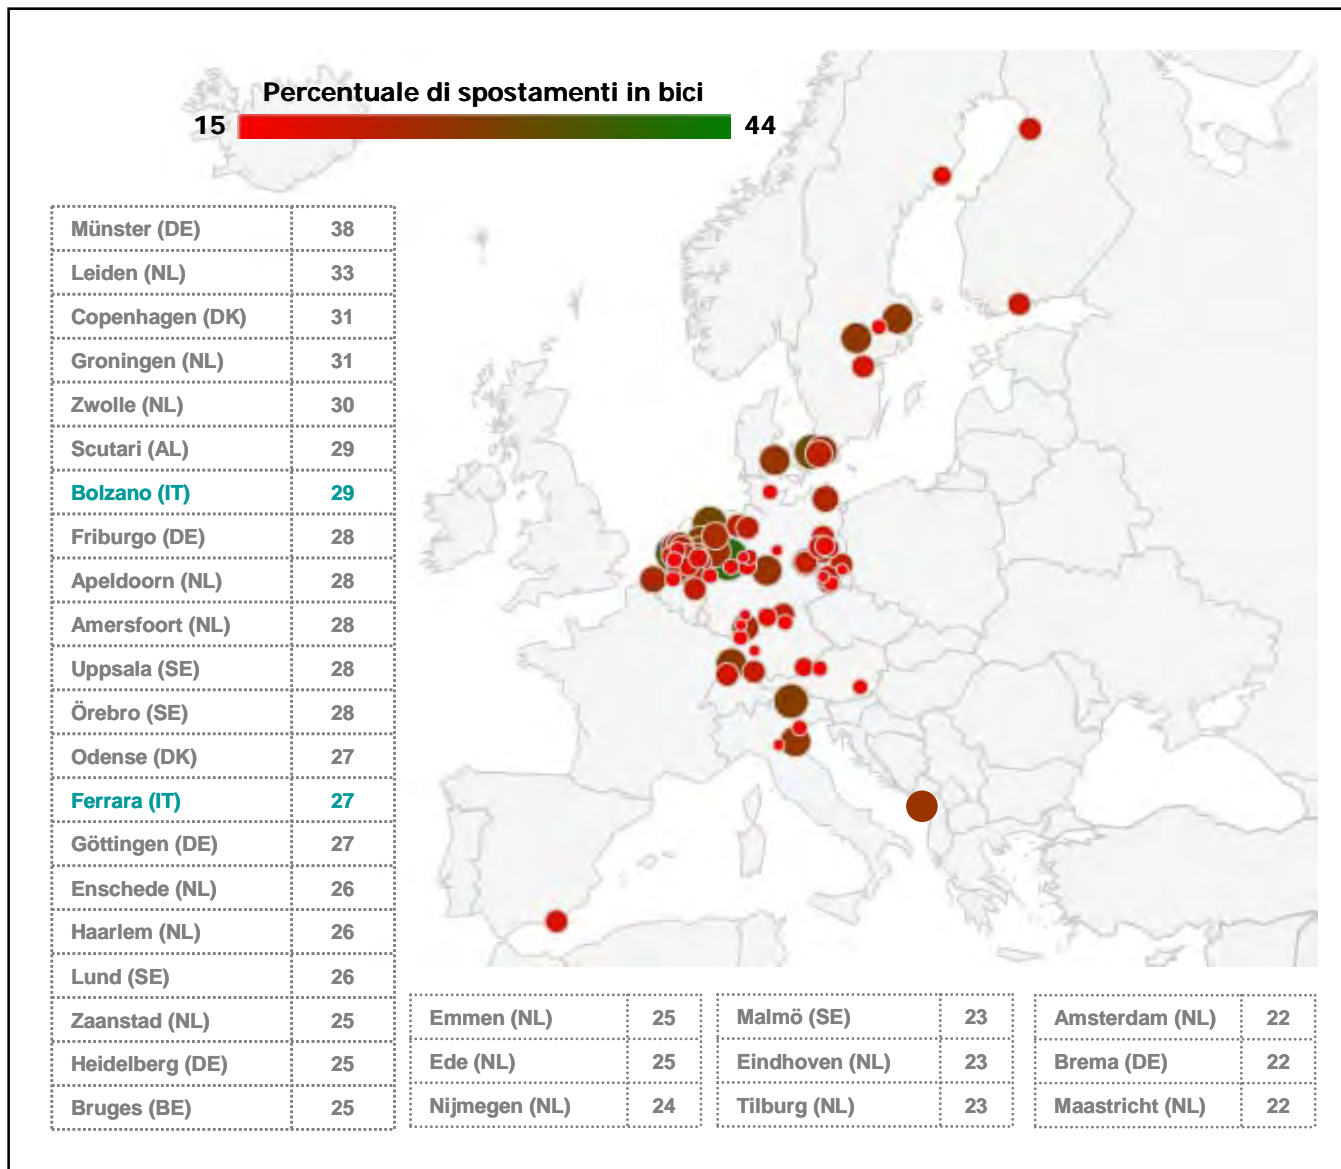 Percentuale di spostamenti in bici
15 44
Münster (DE) 38
Leiden (NL) 33
Copenhagen (DK) 31
Groningen (NL) 31
Zwolle (NL) 30
Scutari (AL) 29
Bolzano (IT) 29
Friburgo (DE) 28
Apeldoorn (NL) 28
Amersfoort (NL) 28
Uppsala (SE) 28
Örebro (SE) 28
Odense (DK) 27
Ferrara (IT) 27
Göttingen (DE) 27
Enschede (NL) 26
Haarlem (NL) 26
Lund (SE) 26
Zaanstad (NL) 25
Heidelberg (DE) 25
Bruges (BE) 25
Emmen (NL) 25
Ede (NL) 25
Nijmegen (NL) 24
Malmö (SE) 23
Eindhoven (NL) 23
Tilburg (NL) 23
Amsterdam (NL) 22
Brema (DE) 22
Maastricht (NL) 22